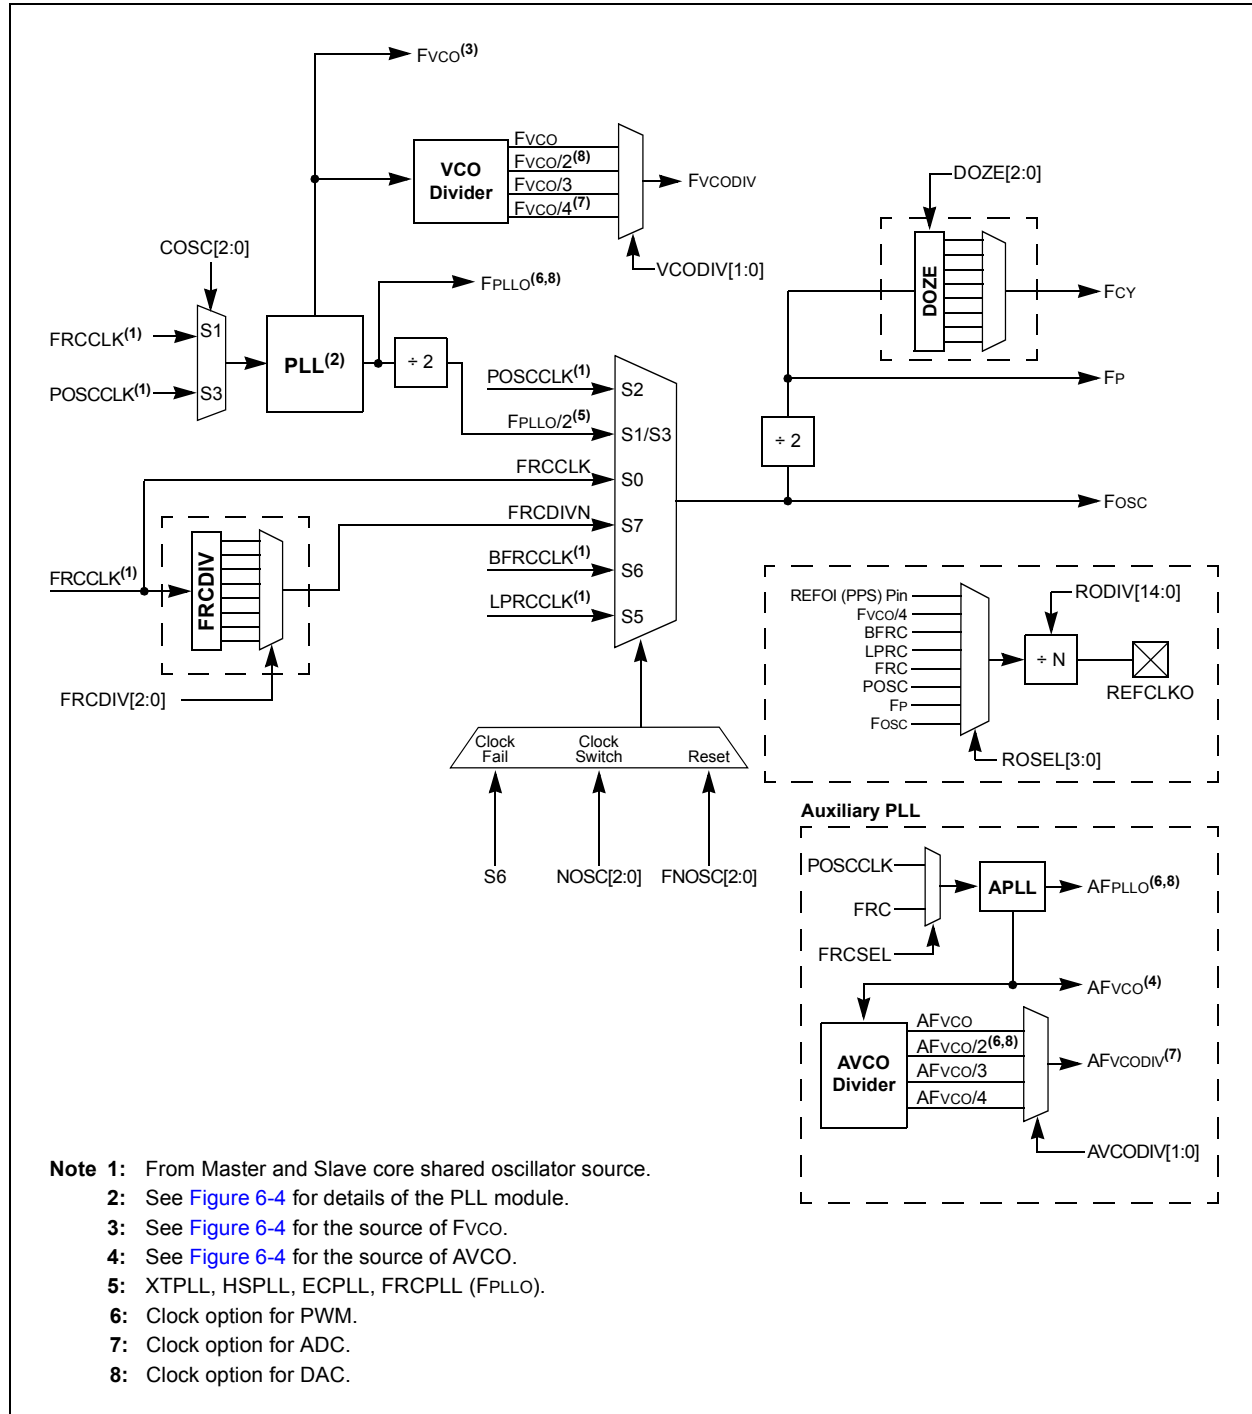 FVCO(3)
VCO
Divider
FVCO
FVCO/2(8)
FVCO/3
FVCO/4(7)
FVCODIV
VCODIV[1:0]
DOZE[2:0]
DOZE
FCY
COSC[2:0]
FPLLO(6,8)
FRCCLK(1)
S1
POSCCLK(1)
S3
PLL(2)
÷ 2
FP
÷ 2
POSCCLK(1)
S2
FPLLO/2(5)
S1/S3
FRCCLK
S0
FRCDIVN
S7
BFRCCLK(1)
S6
LPRCCLK(1)
S5
FOSC
FRCCLK(1)
FRCDIV
FRCDIV[2:0]
Clock
Fail
Clock
Switch
Reset
S6
NOSC[2:0]
FNOSC[2:0]
REFOI (PPS) Pin
FVCO/4
BFRC
LPRC
FRC
POSC
FP
FOSC
RODIV[14:0]
÷ N
REFCLKO
ROSEL[3:0]
Auxiliary PLL
POSCCLK
FRC
FRCSEL
APLL
AFPLLO(6,8)
AFVCO(4)
AVCO
Divider
AFVCO
AFVCO/2(6,8)
AFVCO/3
AFVCO/4
AFVCODIV(7)
AVCODIV[1:0]
Note 1: From Master and Slave core shared oscillator source.
2: See Figure 6-4 for details of the PLL module.
3: See Figure 6-4 for the source of FVCO.
4: See Figure 6-4 for the source of AVCO.
5: XTPLL, HSPLL, ECPLL, FRCPLL (FPLLO).
6: Clock option for PWM.
7: Clock option for ADC.
8: Clock option for DAC.